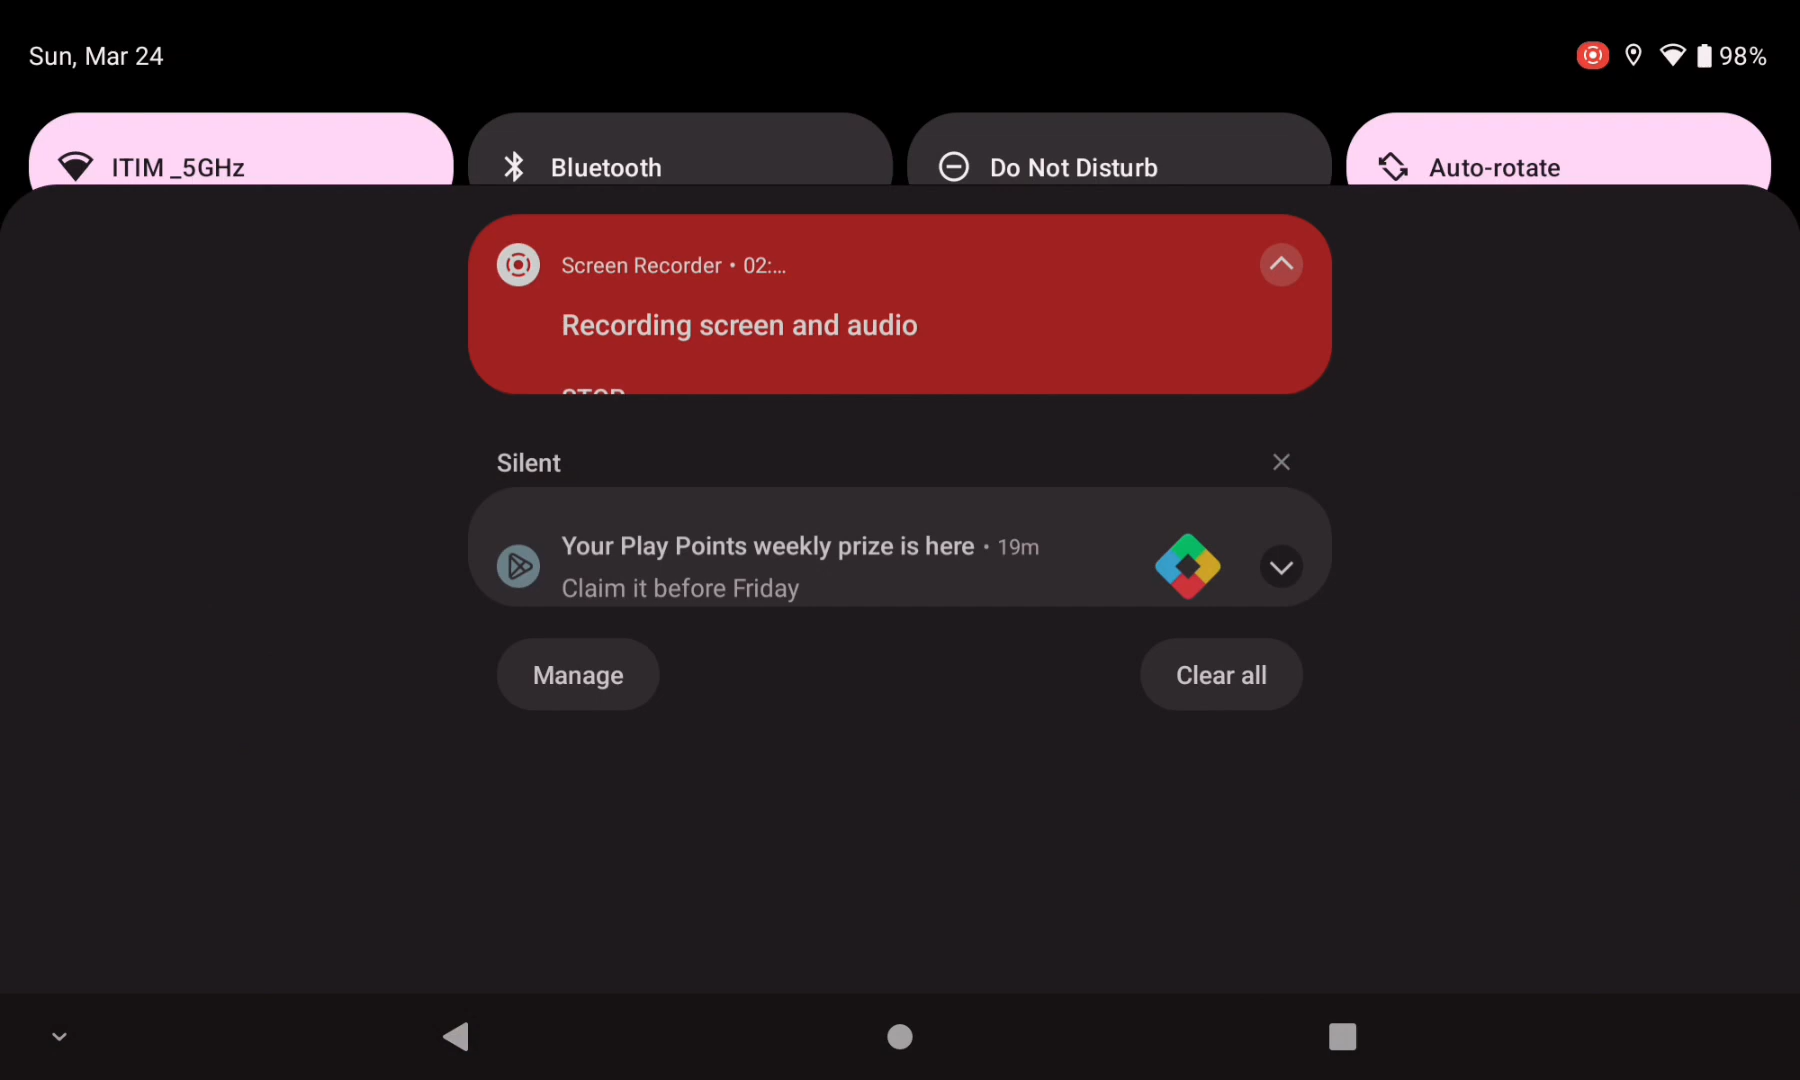 Sun, Mar 24
98%
ITIM _5GHz
Bluetooth
Do Not Disturb
Auto-rotate
Screen Recorder • 02:...
Recording screen and audio
STOP
Silent
Your Play Points weekly prize is here • 19m
Claim it before Friday
Manage
Clear all